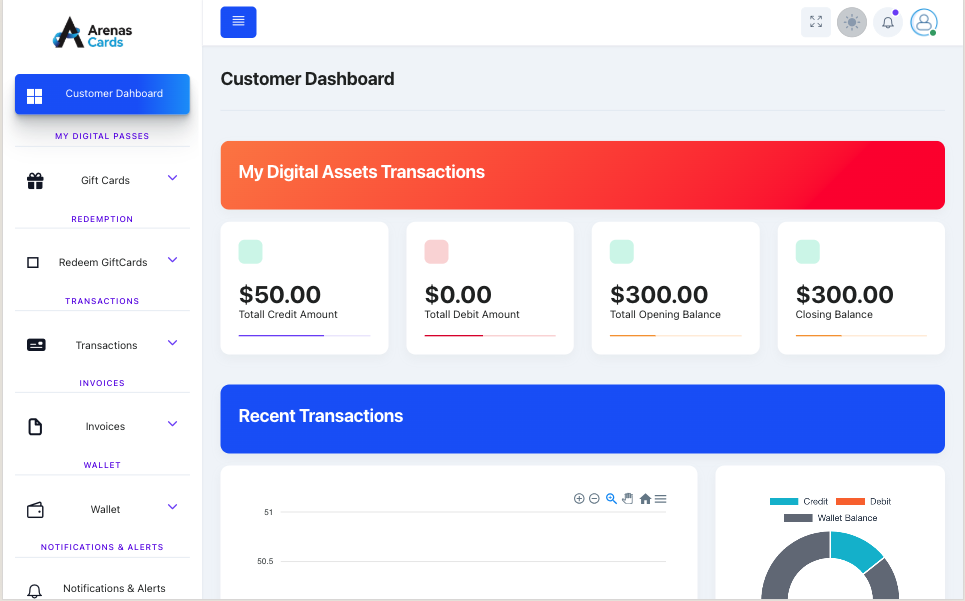 Arenas
Cards
Customer Dahboard
MY DIGITAL PASSES
Gift Cards
REDEMPTION
Redeem GiftCards
TRANSACTIONS
Transactions
INVOICES
Invoices
WALLET
Wallet
NOTIFICATIONS & ALERTS
Notifications & Alerts
Customer Dashboard
My Digital Assets Transactions
$50.00
Totall Credit Amount
$0.00
Totall Debit Amount
$300.00
Totall Opening Balance
$300.00
Closing Balance
Recent Transactions
51
50.5
Credit Debit
Wallet Balance